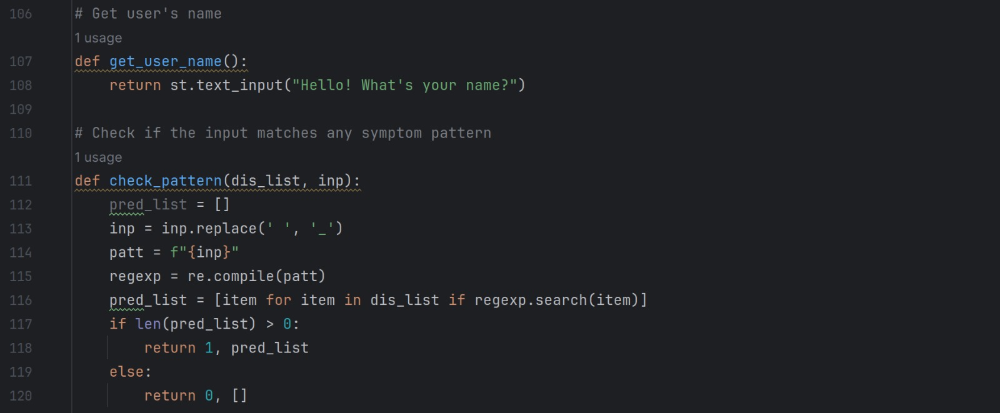 106 # Get user's name
1 usage
107 def get_user_name():
108     return st.text_input("Hello! What's your name?")
109
110 # Check if the input matches any symptom pattern
1 usage
111 def check_pattern(dis_list, inp):
112     pred_list = []
113     inp = inp.replace(' ', '_')
114     patt = f"{inp}"
115     regexp = re.compile(patt)
116     pred_list = [item for item in dis_list if regexp.search(item)]
117     if len(pred_list) > 0:
118         return 1, pred_list
119     else:
120         return 0, []